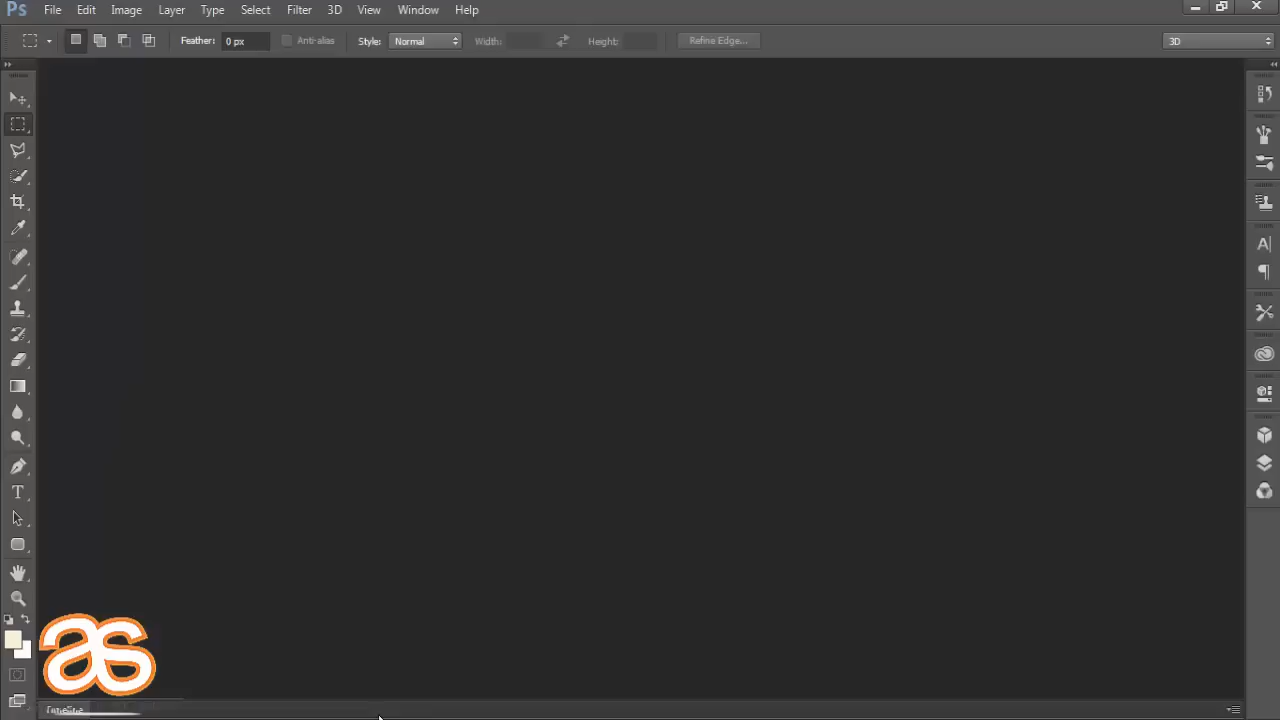 Ps File Edit Image Layer Type Select Filter 3D View Window Help
Feather: 0 px Anti-alias Style: Normal Width: Height: Refine Edge... 3D
as
Timeline